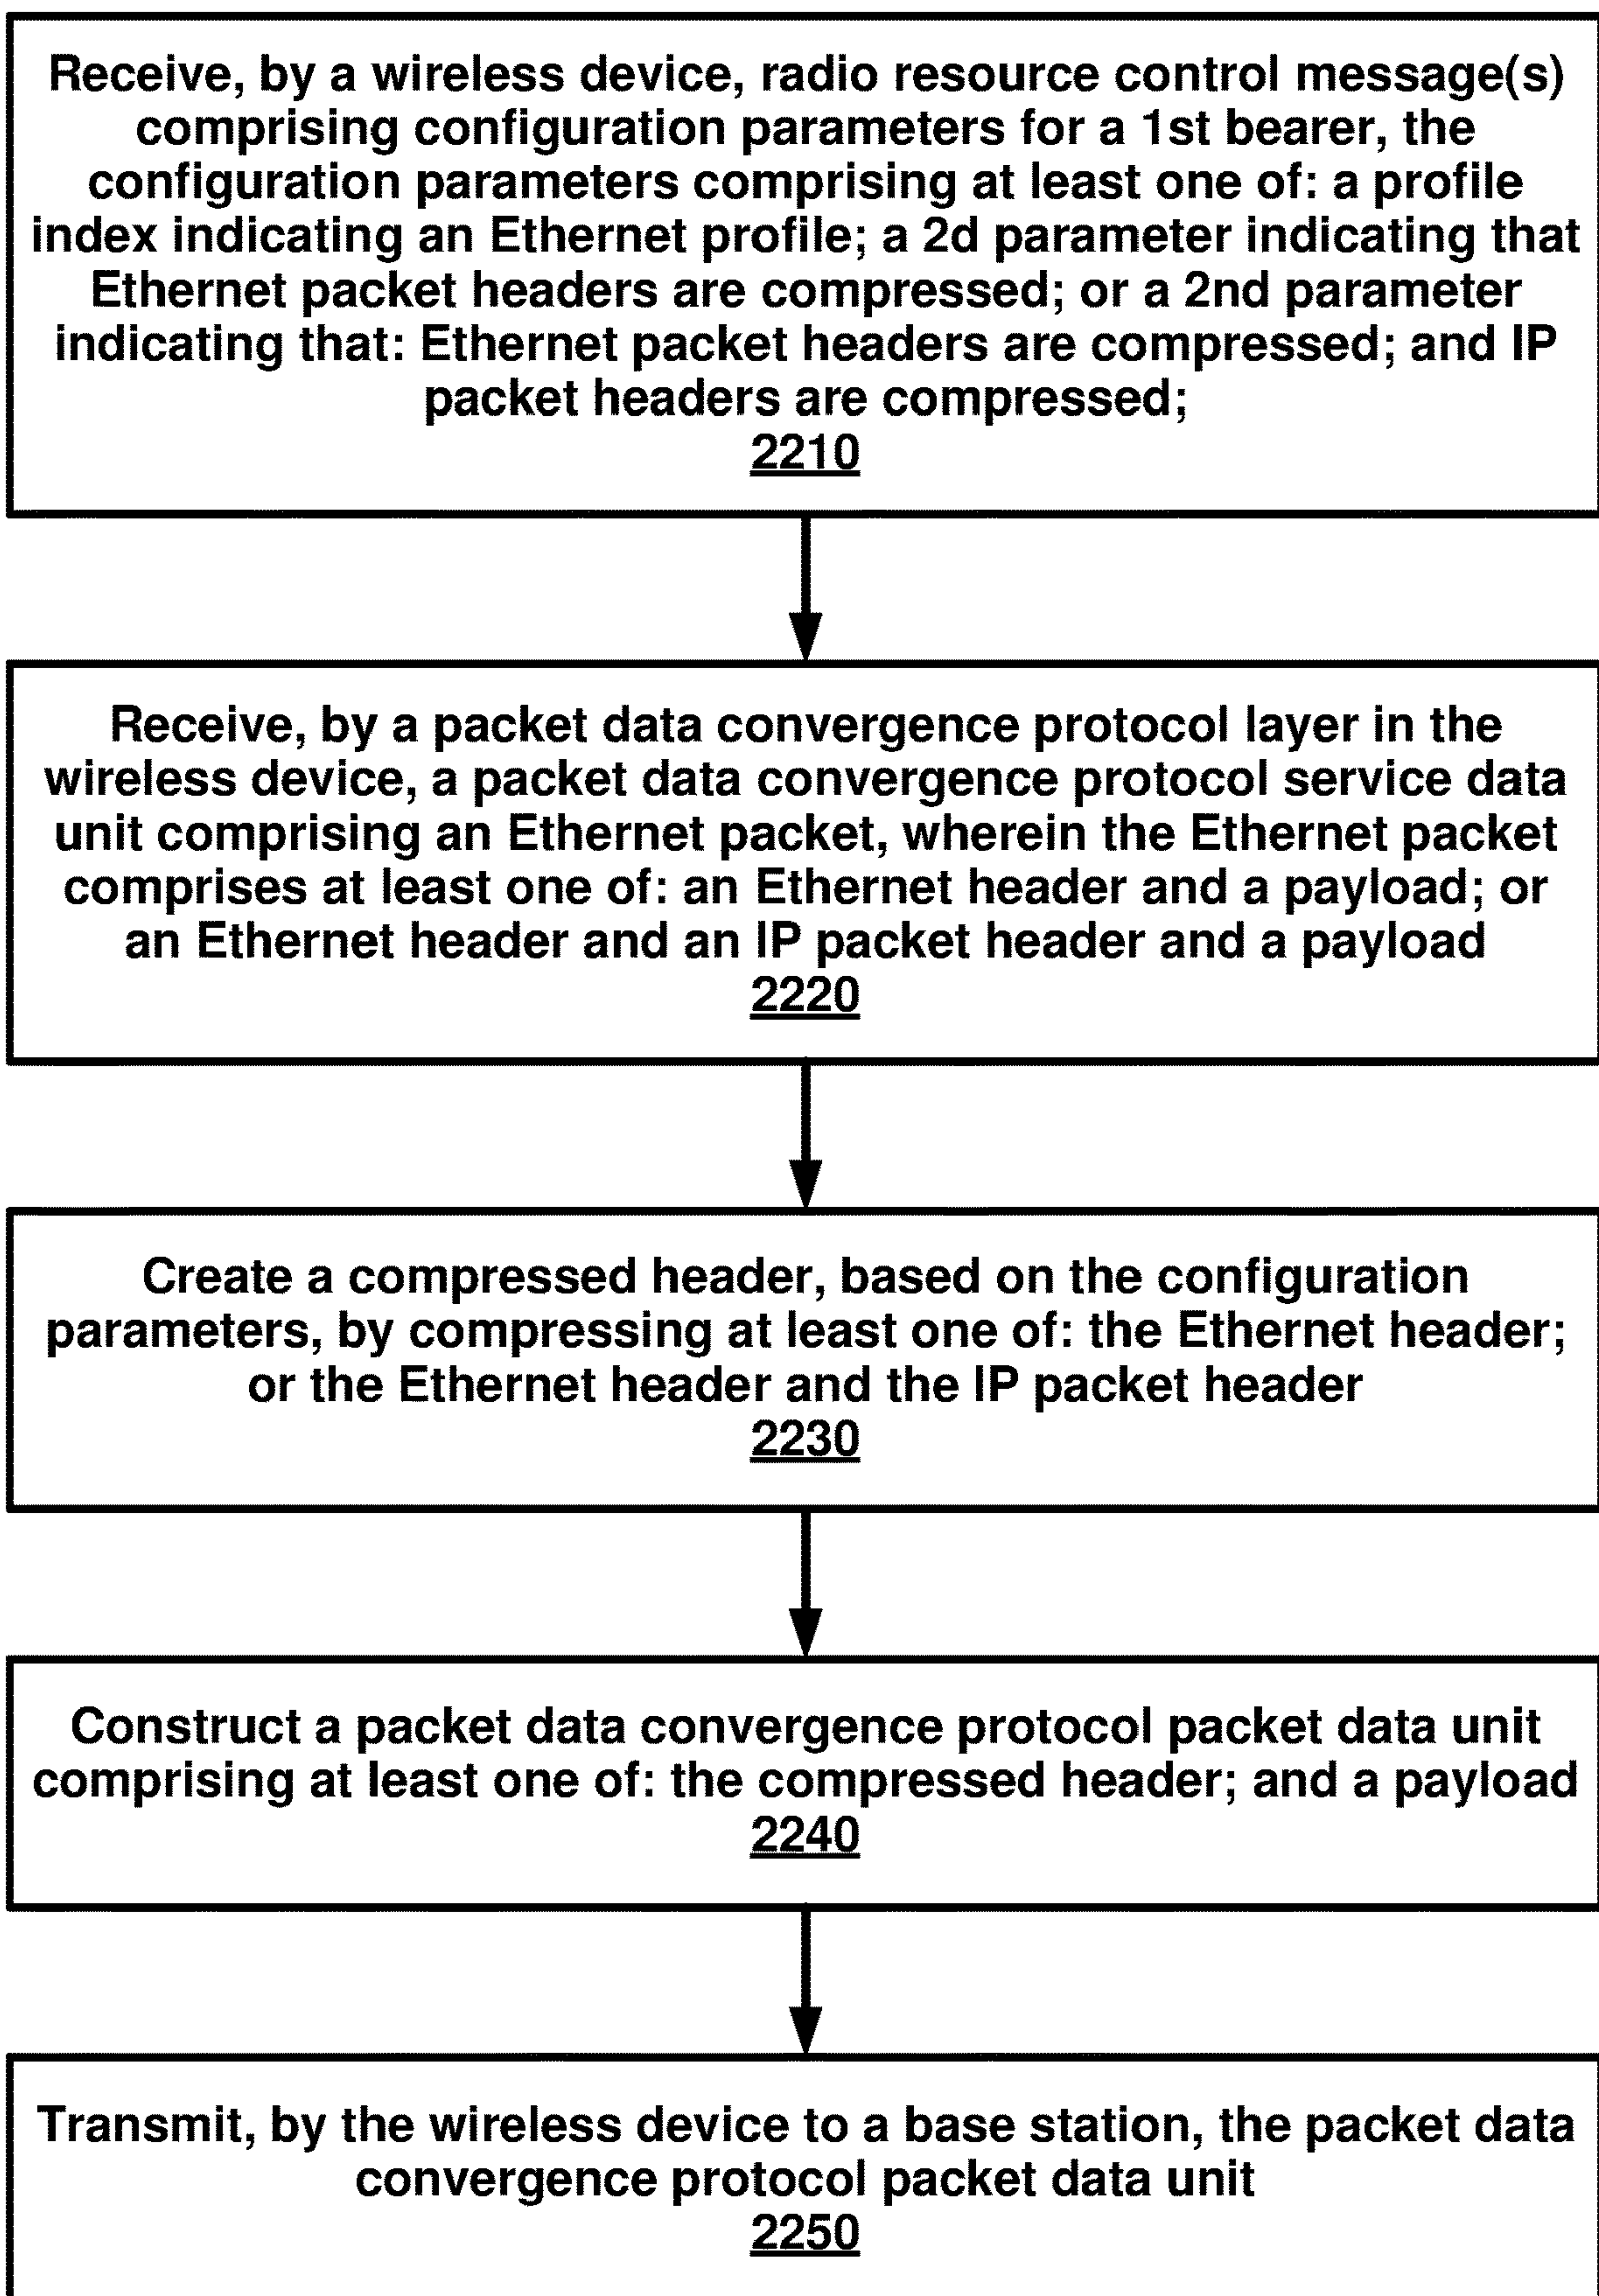 Receive, by a wireless device, radio resource control message(s)
comprising configuration parameters for a 1st bearer, the
configuration parameters comprising at least one of: a profile
index indicating an Ethernet profile; a 2d parameter indicating that
Ethernet packet headers are compressed; or a 2nd parameter
indicating that: Ethernet packet headers are compressed; and IP
packet headers are compressed;
2210
Receive, by a packet data convergence protocol layer in the
wireless device, a packet data convergence protocol service data
unit comprising an Ethernet packet, wherein the Ethernet packet
comprises at least one of: an Ethernet header and a payload; or
an Ethernet header and an IP packet header and a payload
2220
Create a compressed header, based on the configuration
parameters, by compressing at least one of: the Ethernet header;
or the Ethernet header and the IP packet header
2230
Construct a packet data convergence protocol packet data unit
comprising at least one of: the compressed header; and a payload
2240
Transmit, by the wireless device to a base station, the packet data
convergence protocol packet data unit
2250